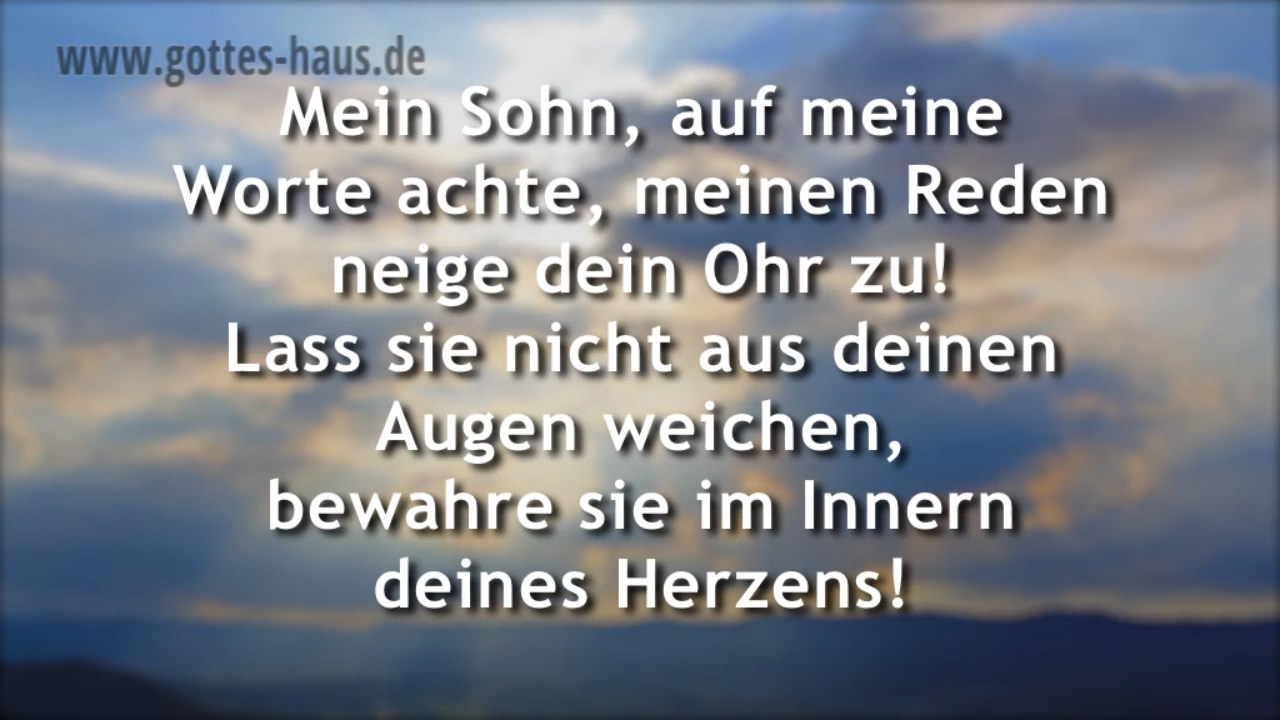 www.gottes-haus.de
Mein Sohn, auf meine
Worte achte, meinen Reden
neige dein Ohr zu!
Lass sie nicht aus deinen
Augen weichen,
bewahre sie im Innern
deines Herzens!